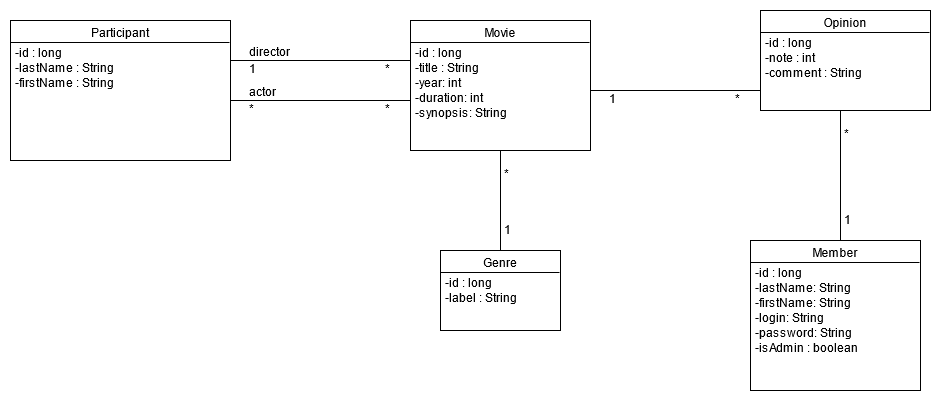 Participant
-id : long
-lastName : String
-firstName : String
director
1
*
actor
*
*
Movie
-id : long
-title : String
-year: int
-duration: int
-synopsis: String
1
*
Opinion
-id : long
-note : int
-comment : String
*
1
Genre
-id : long
-label : String
*
1
Member
-id : long
-lastName: String
-firstName: String
-login: String
-password: String
-isAdmin : boolean